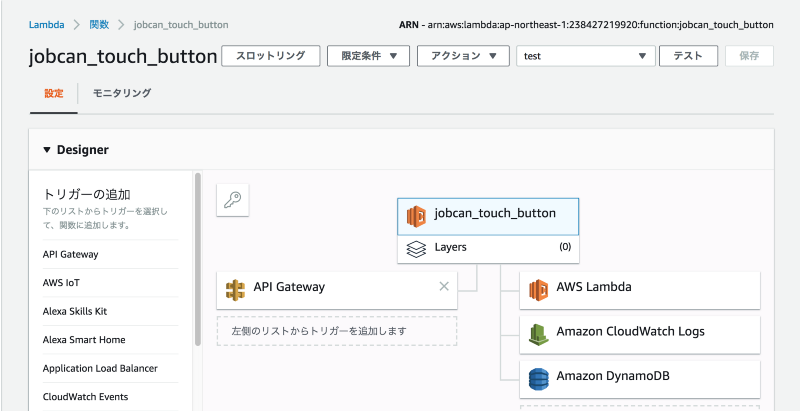 Lambda > 関数 > jobcan_touch_button
ARN - arn:aws:lambda:ap-northeast-1:238427219920:function:jobcan_touch_button
jobcan_touch_button
スロットリング
限定条件
アクション
test
テスト
保存
設定
モニタリング
Designer
トリガーの追加
下のリストからトリガーを選択し
て、関数に追加します。
API Gateway
AWS IoT
Alexa Skills Kit
Alexa Smart Home
Application Load Balancer
CloudWatch Events
jobcan_touch_button
Layers (0)
API Gateway
左側のリストからトリガーを追加します
AWS Lambda
Amazon CloudWatch Logs
Amazon DynamoDB